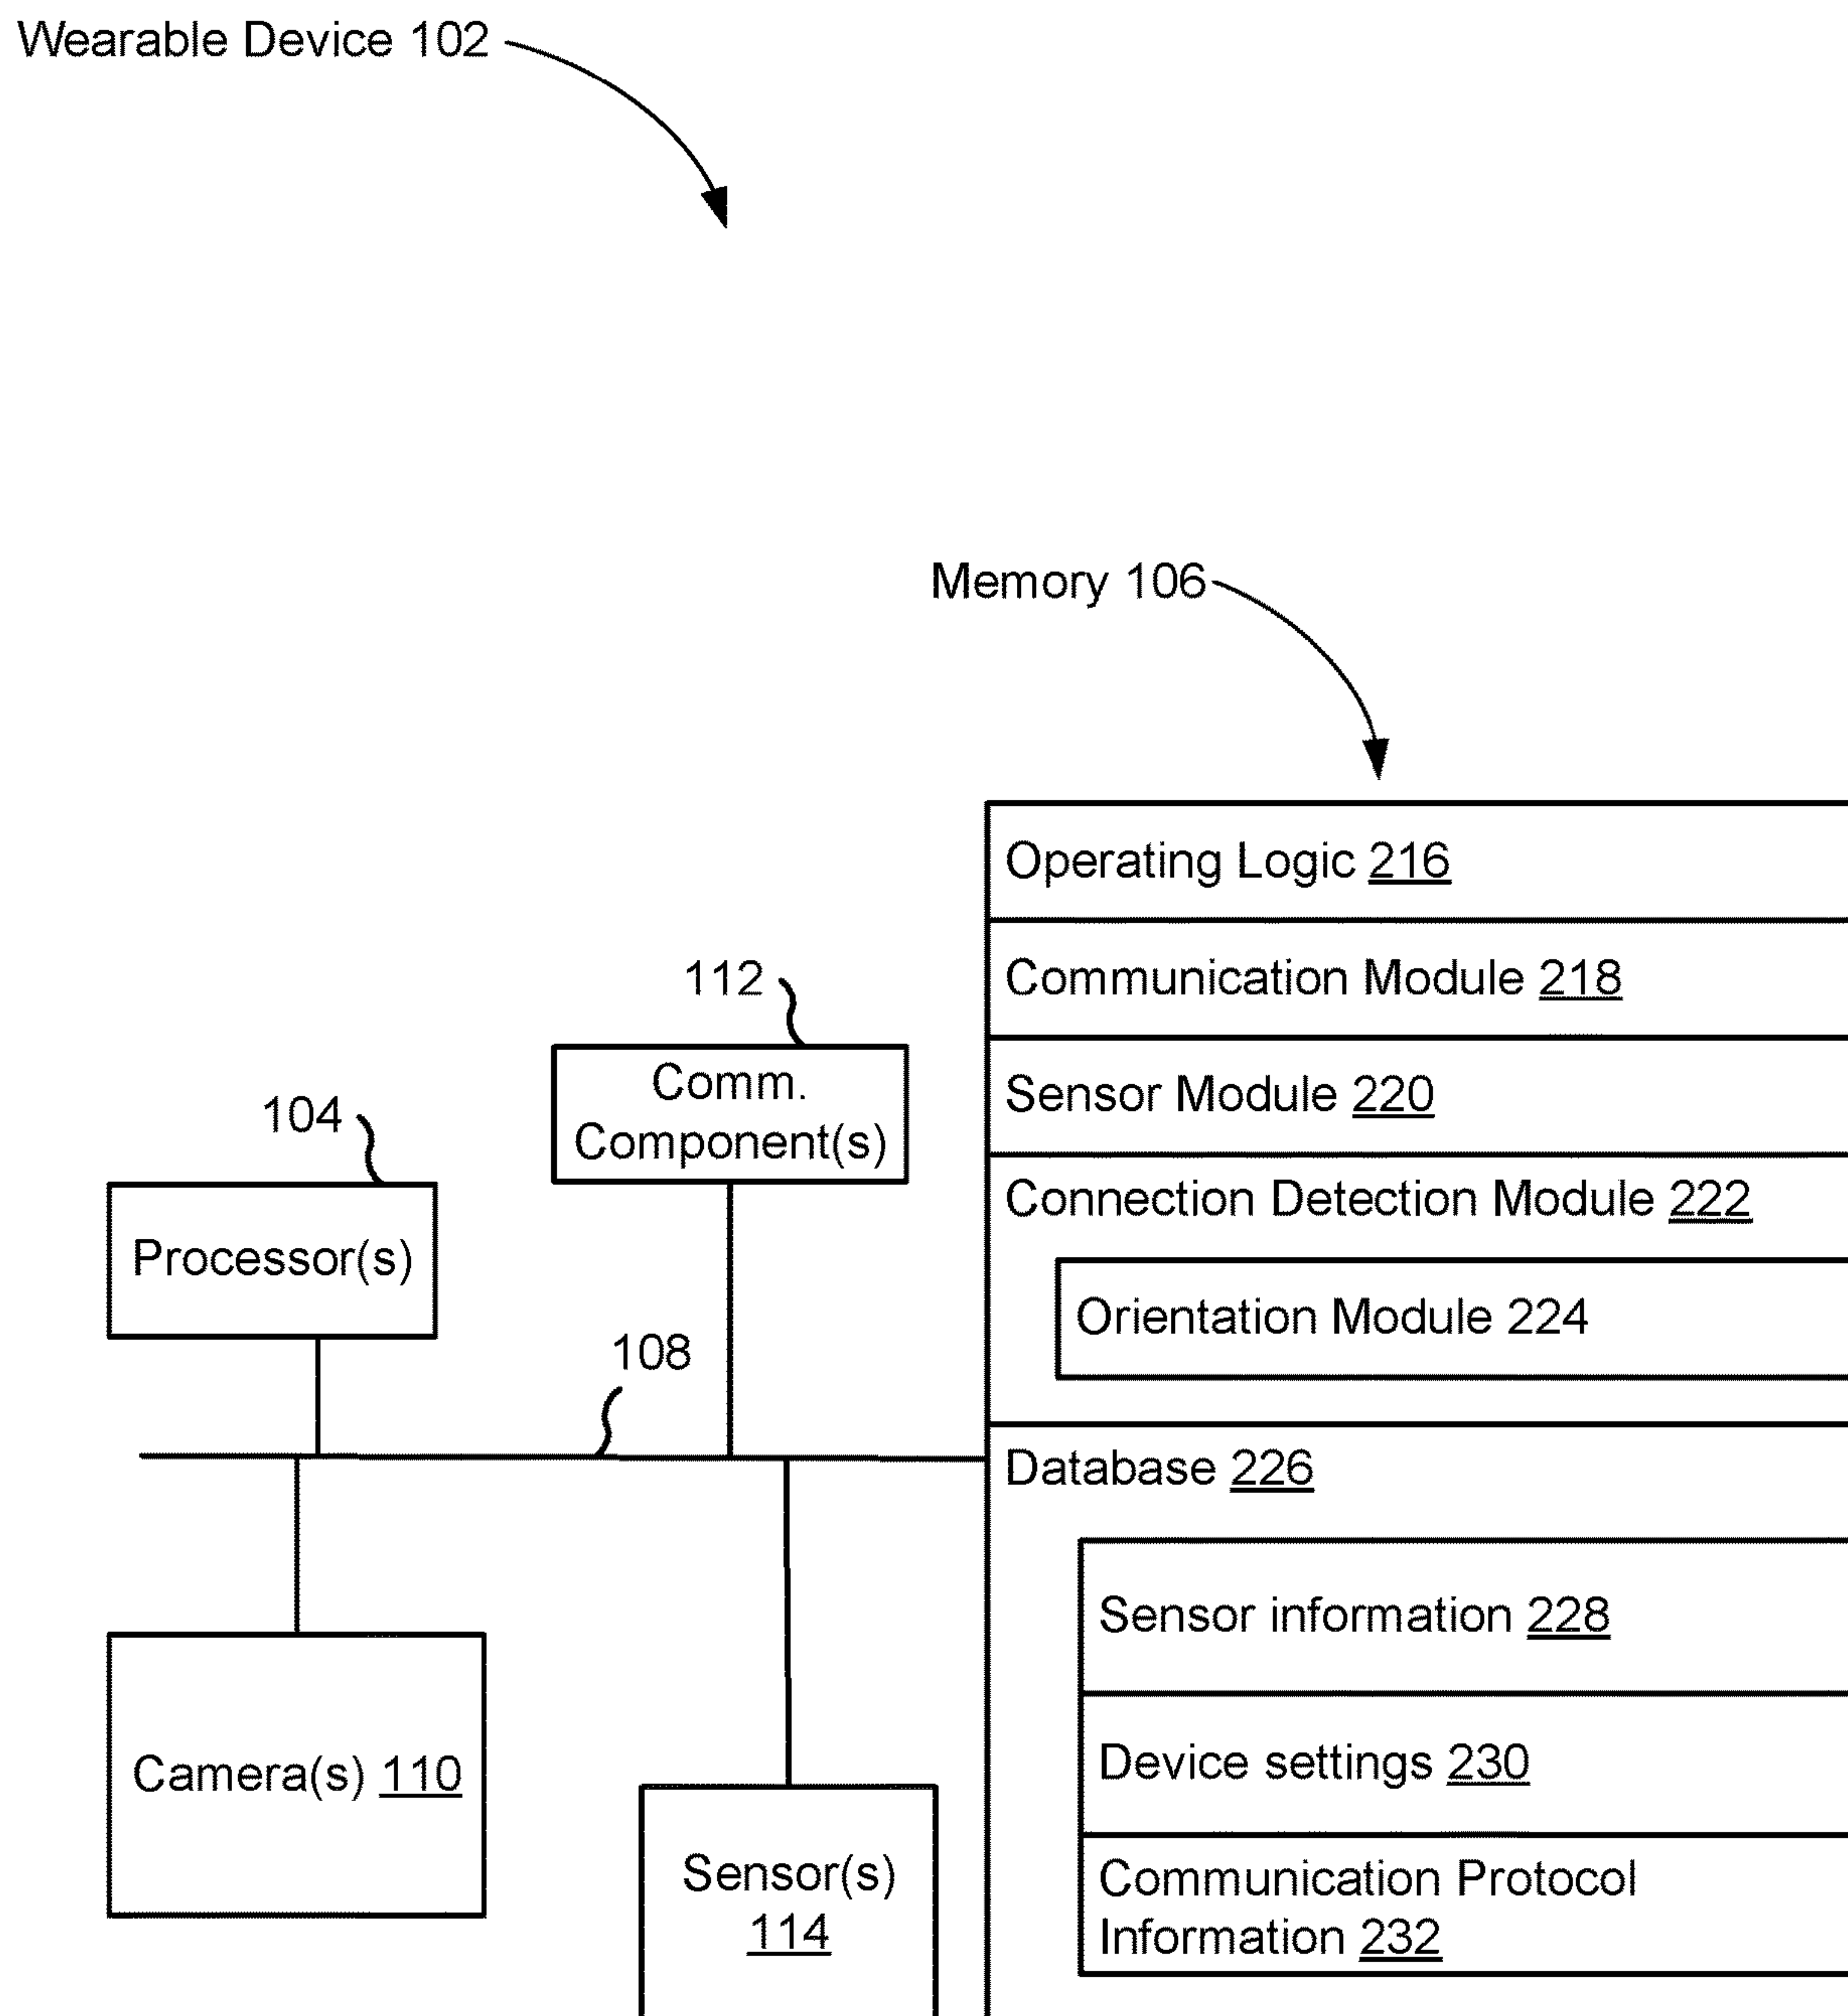 Wearable Device 102
Memory 106
Operating Logic 216
Communication Module 218
Sensor Module 220
Connection Detection Module 222
Orientation Module 224
Database 226
Sensor information 228
Device settings 230
Communication Protocol
Information 232
112
Comm.
Component(s)
104
Processor(s)
108
Camera(s) 110
Sensor(s)
114